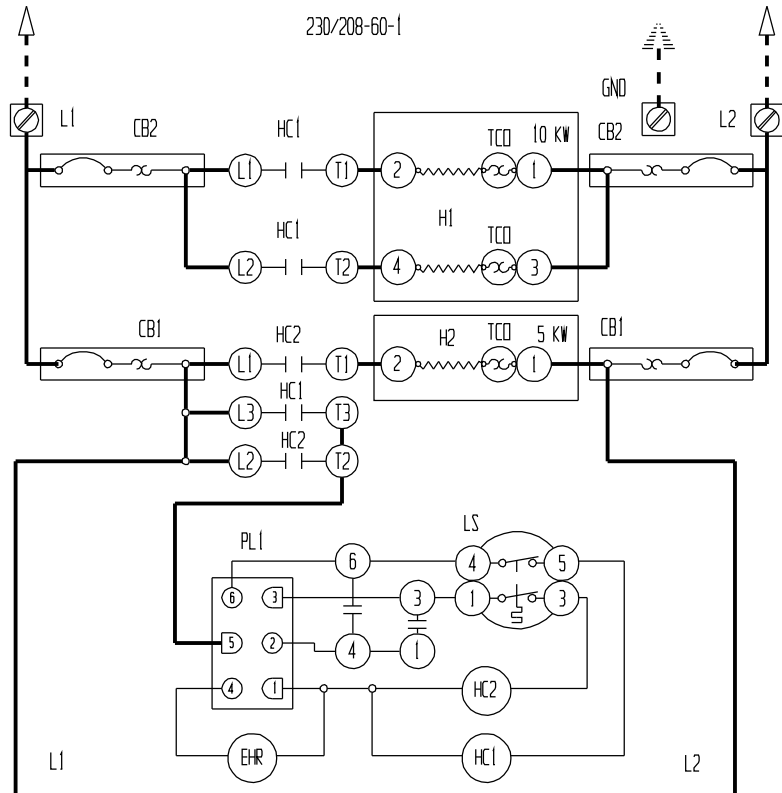 230/208-60-1
GND
L1 CB2 HC1 TCO 10 KW CB2 L2
L1 T1 2 1
HC1 H1 TCO
L2 T2 4 3
CB1 HC2 H2 TCO 5 KW CB1
L1 T1 2 1
HC1
L3 T3
HC2
L2 T2
LS
PL1
6 4 5
6 3 3 1 3
5 2 4 1
4 1 HC2
EHR HC1
L1 L2